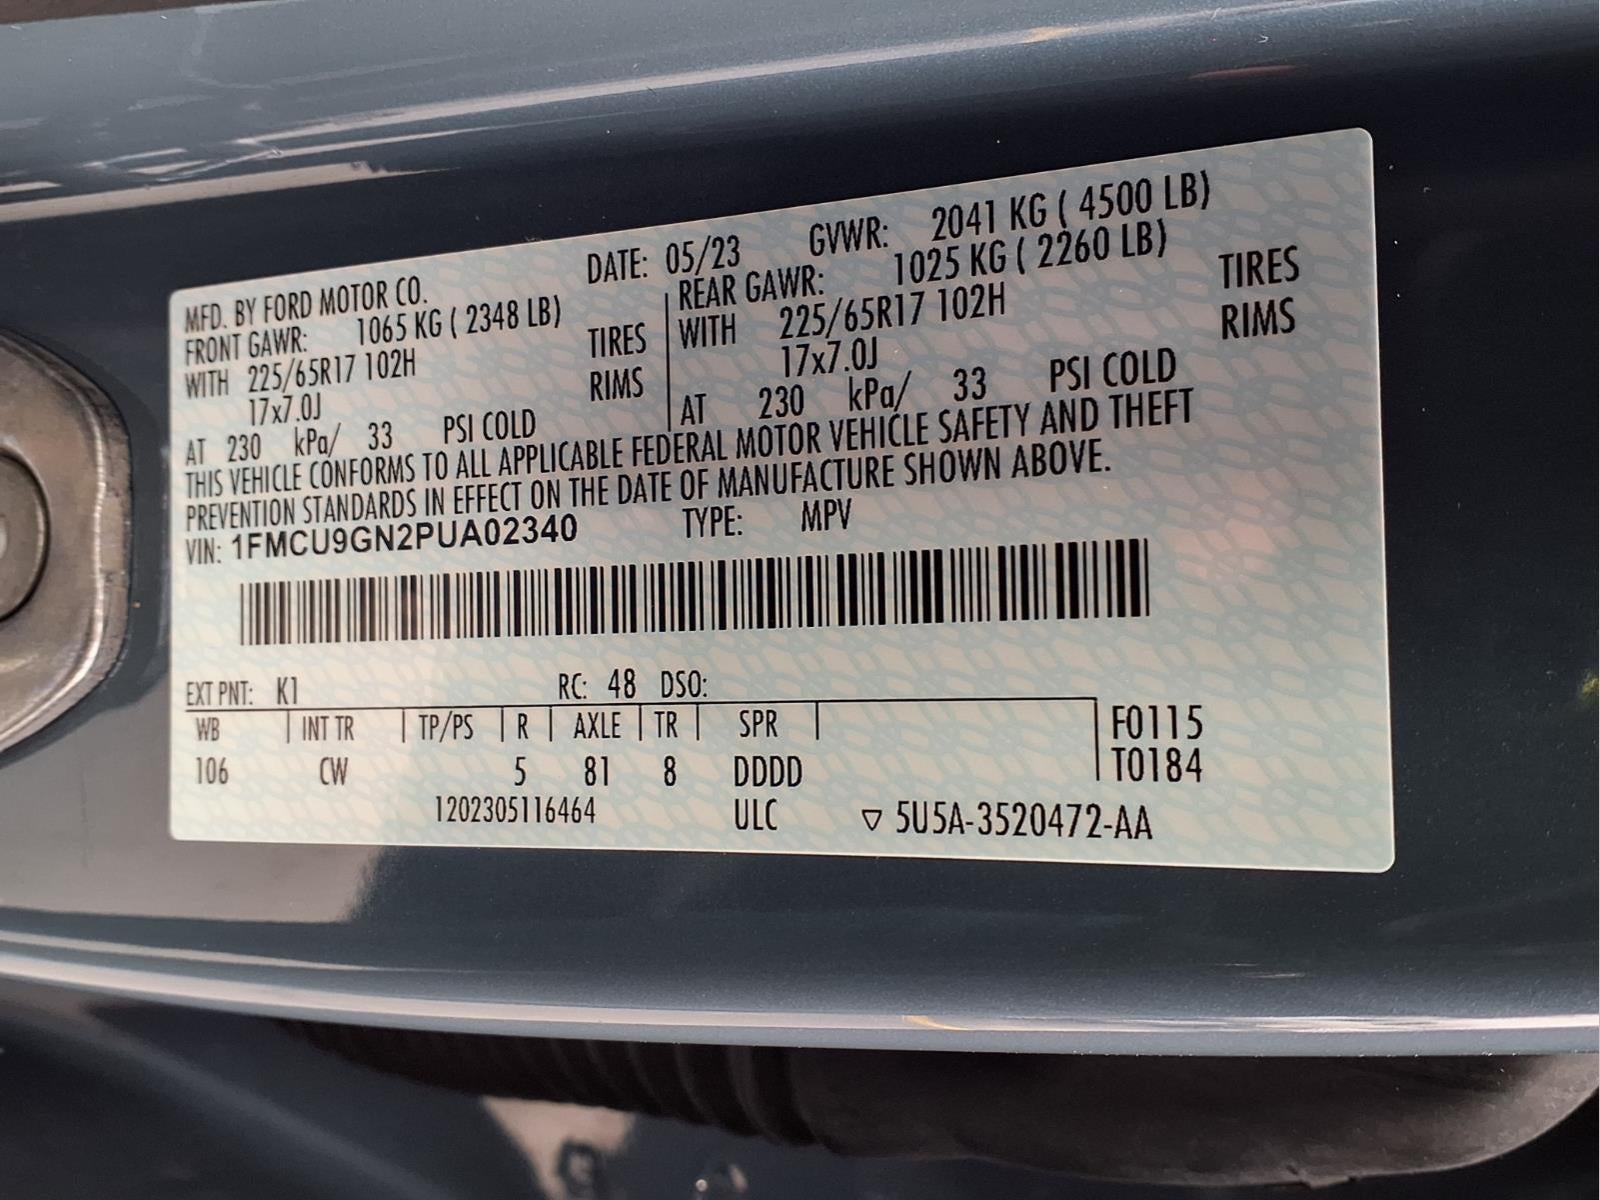 MFD. BY FORD MOTOR CO. DATE: 05/23 GVWR: 2041 KG ( 4500 LB)
FRONT GAWR: 1065 KG ( 2348 LB) REAR GAWR: 1025 KG ( 2260 LB)
WITH 225/65R17 102H TIRES WITH 225/65R17 102H TIRES
17x7.0J RIMS 17x7.0J RIMS
AT 230 kPa/ 33 PSI COLD AT 230 kPa/ 33 PSI COLD
THIS VEHICLE CONFORMS TO ALL APPLICABLE FEDERAL MOTOR VEHICLE SAFETY AND THEFT
PREVENTION STANDARDS IN EFFECT ON THE DATE OF MANUFACTURE SHOWN ABOVE.
VIN: 1FMCU9GN2PUA02340 TYPE: MPV
EXT PNT: K1 RC: 48 DSO:
WB INT TR TP/PS R AXLE TR SPR F0115
106 CW 5 81 8 DDDD T0184
1202305116464 ULC ▽ 5U5A-3520472-AA